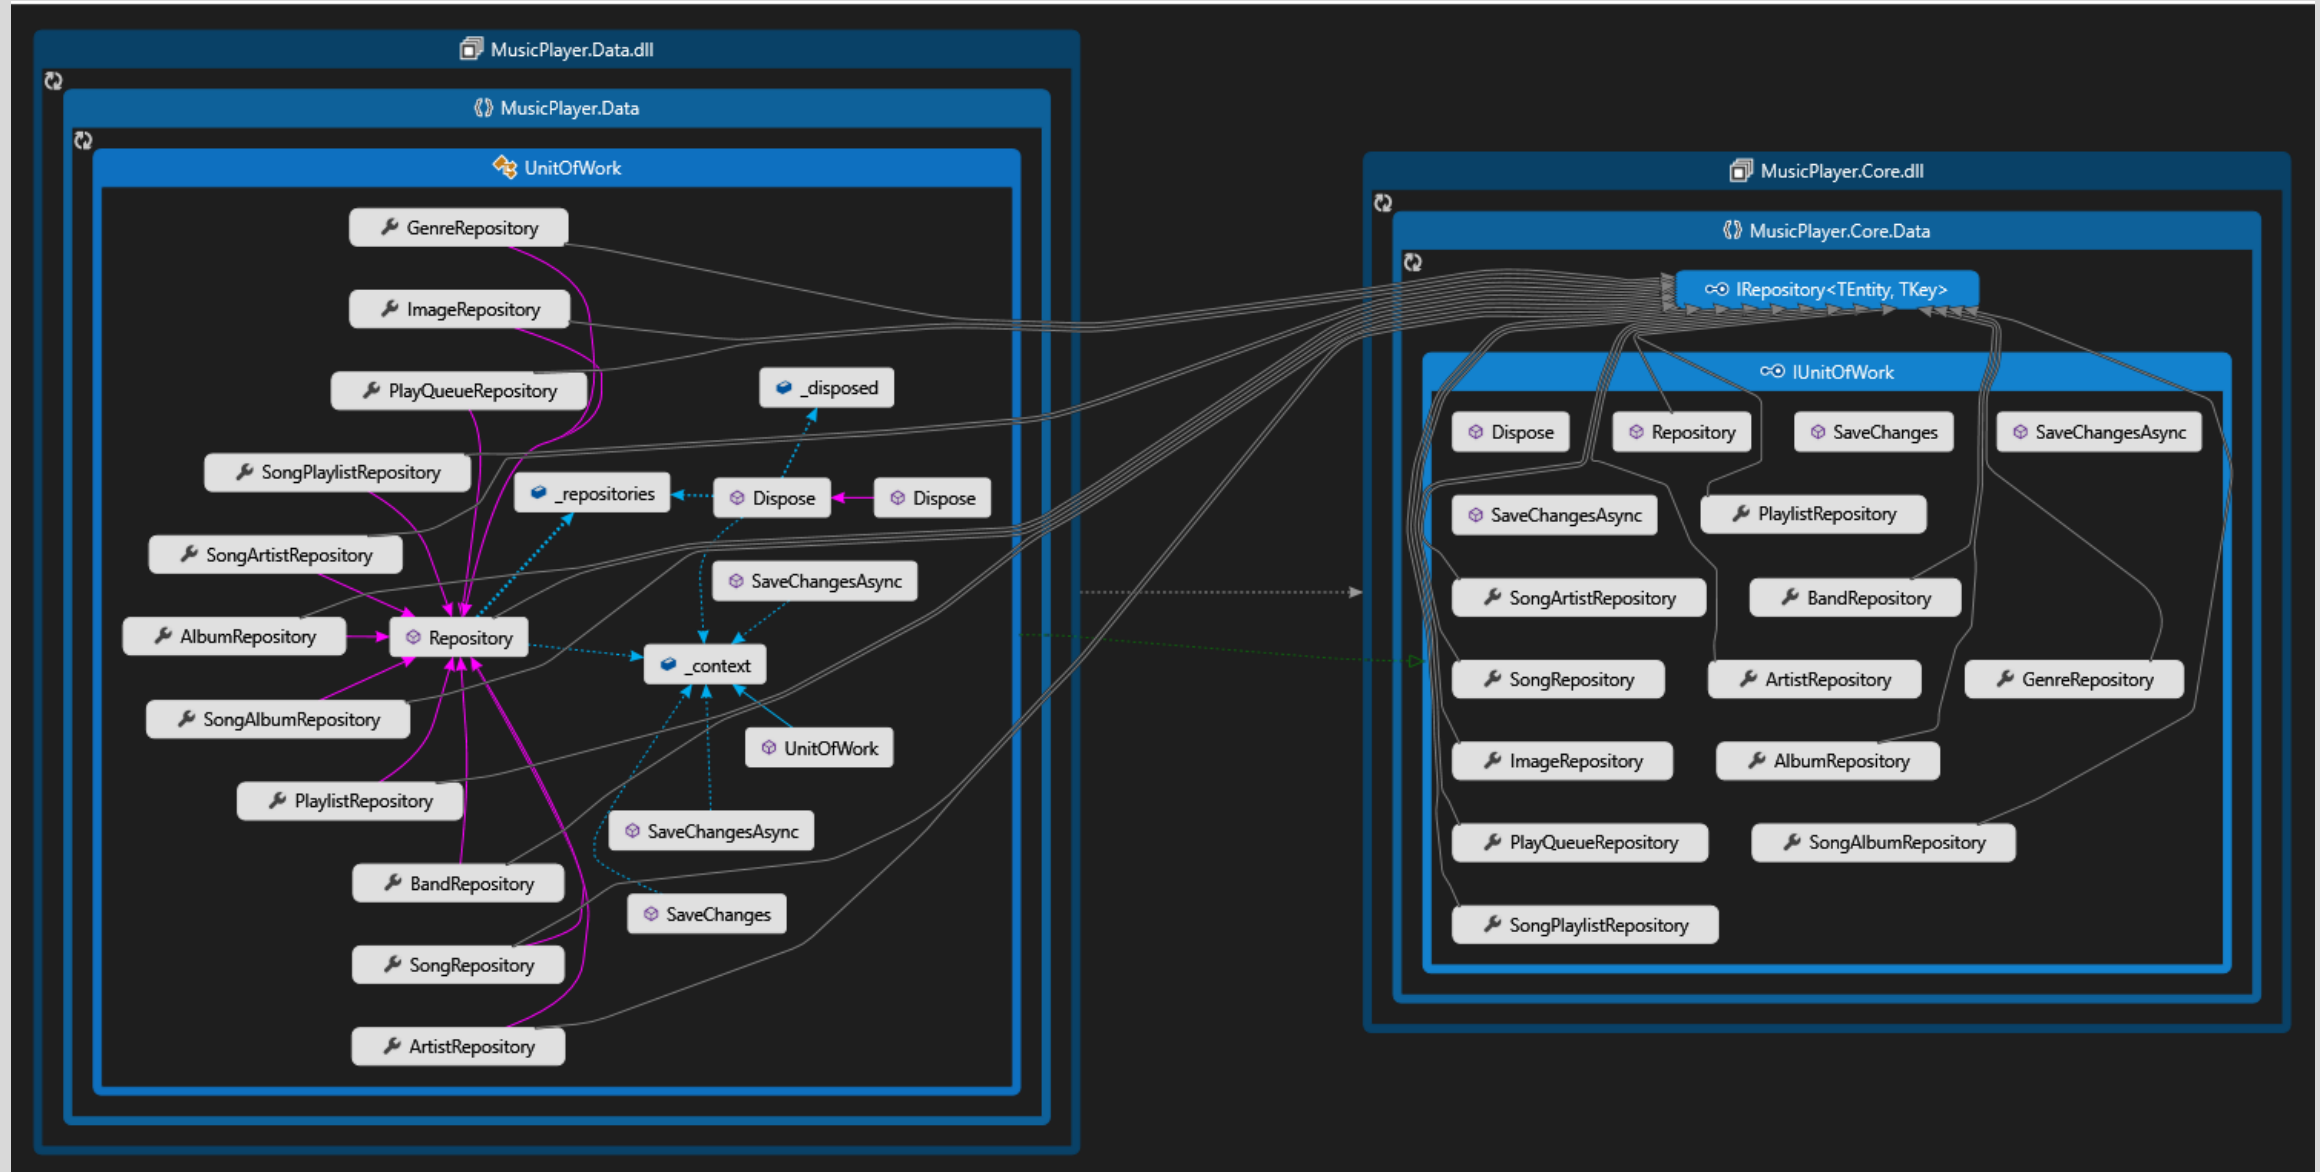 MusicPlayer.Data.dll
MusicPlayer.Data
UnitOfWork
GenreRepository
ImageRepository
PlayQueueRepository
_disposed
SongPlaylistRepository
_repositories
Dispose
Dispose
SongArtistRepository
SaveChangesAsync
AlbumRepository
Repository
_context
SongAlbumRepository
UnitOfWork
PlaylistRepository
SaveChangesAsync
BandRepository
SaveChanges
SongRepository
ArtistRepository
MusicPlayer.Core.dll
MusicPlayer.Core.Data
IRepository<TEntity, TKey>
IUnitOfWork
Dispose
Repository
SaveChanges
SaveChangesAsync
SaveChangesAsync
PlaylistRepository
SongArtistRepository
BandRepository
SongRepository
ArtistRepository
GenreRepository
ImageRepository
AlbumRepository
PlayQueueRepository
SongAlbumRepository
SongPlaylistRepository